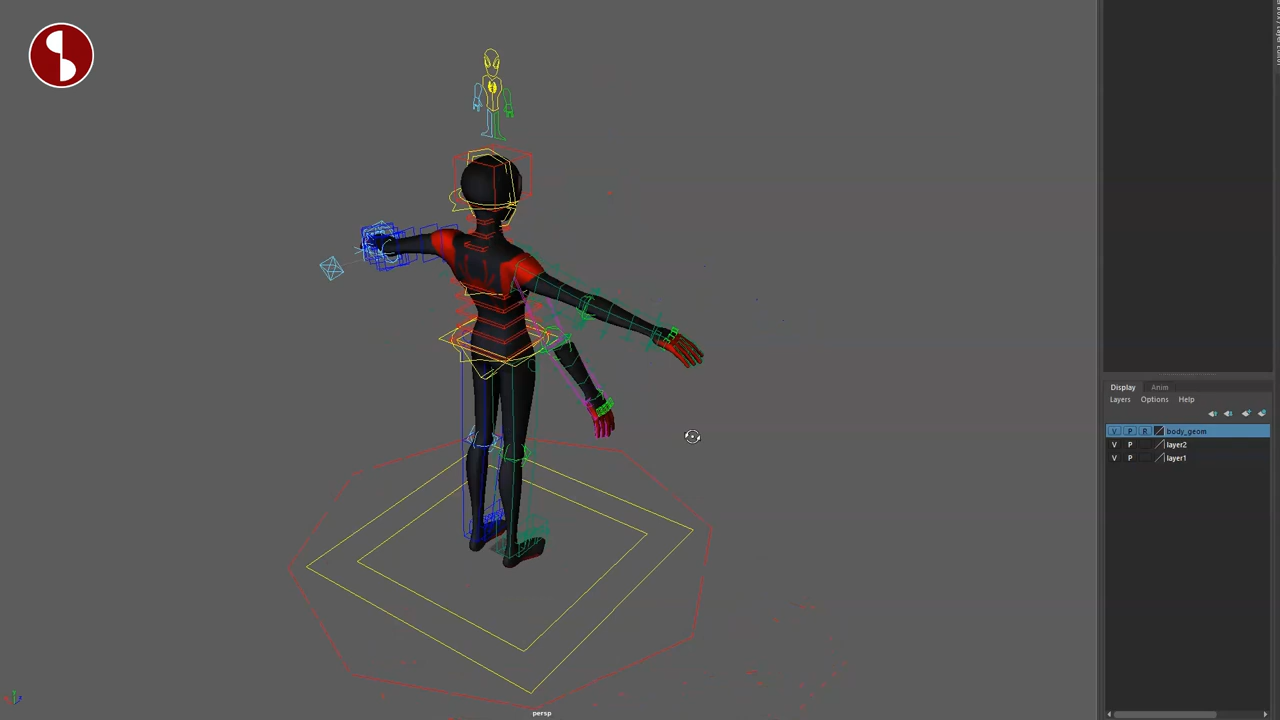 Display Anim
Layers Options Help
V P R body_geom
V P layer2
V P layer1
persp